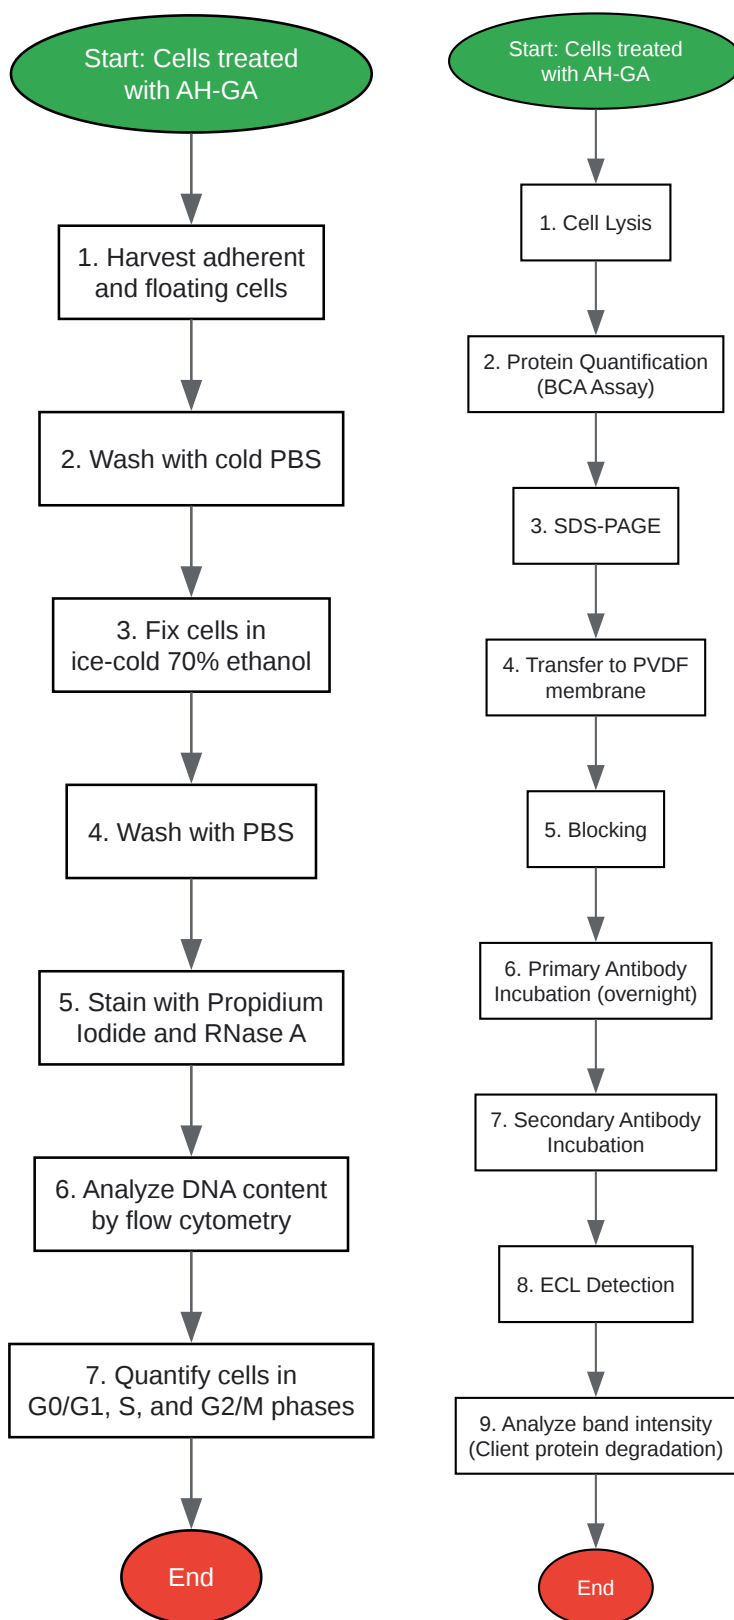 Start: Cells treated
with AH-GA
1. Harvest adherent
and floating cells
2. Wash with cold PBS
3. Fix cells in
ice-cold 70% ethanol
4. Wash with PBS
5. Stain with Propidium
Iodide and RNase A
6. Analyze DNA content
by flow cytometry
7. Quantify cells in
G0/G1, S, and G2/M phases
End
Start: Cells treated
with AH-GA
1. Cell Lysis
2. Protein Quantification
(BCA Assay)
3. SDS-PAGE
4. Transfer to PVDF
membrane
5. Blocking
6. Primary Antibody
Incubation (overnight)
7. Secondary Antibody
Incubation
8. ECL Detection
9. Analyze band intensity
(Client protein degradation)
End